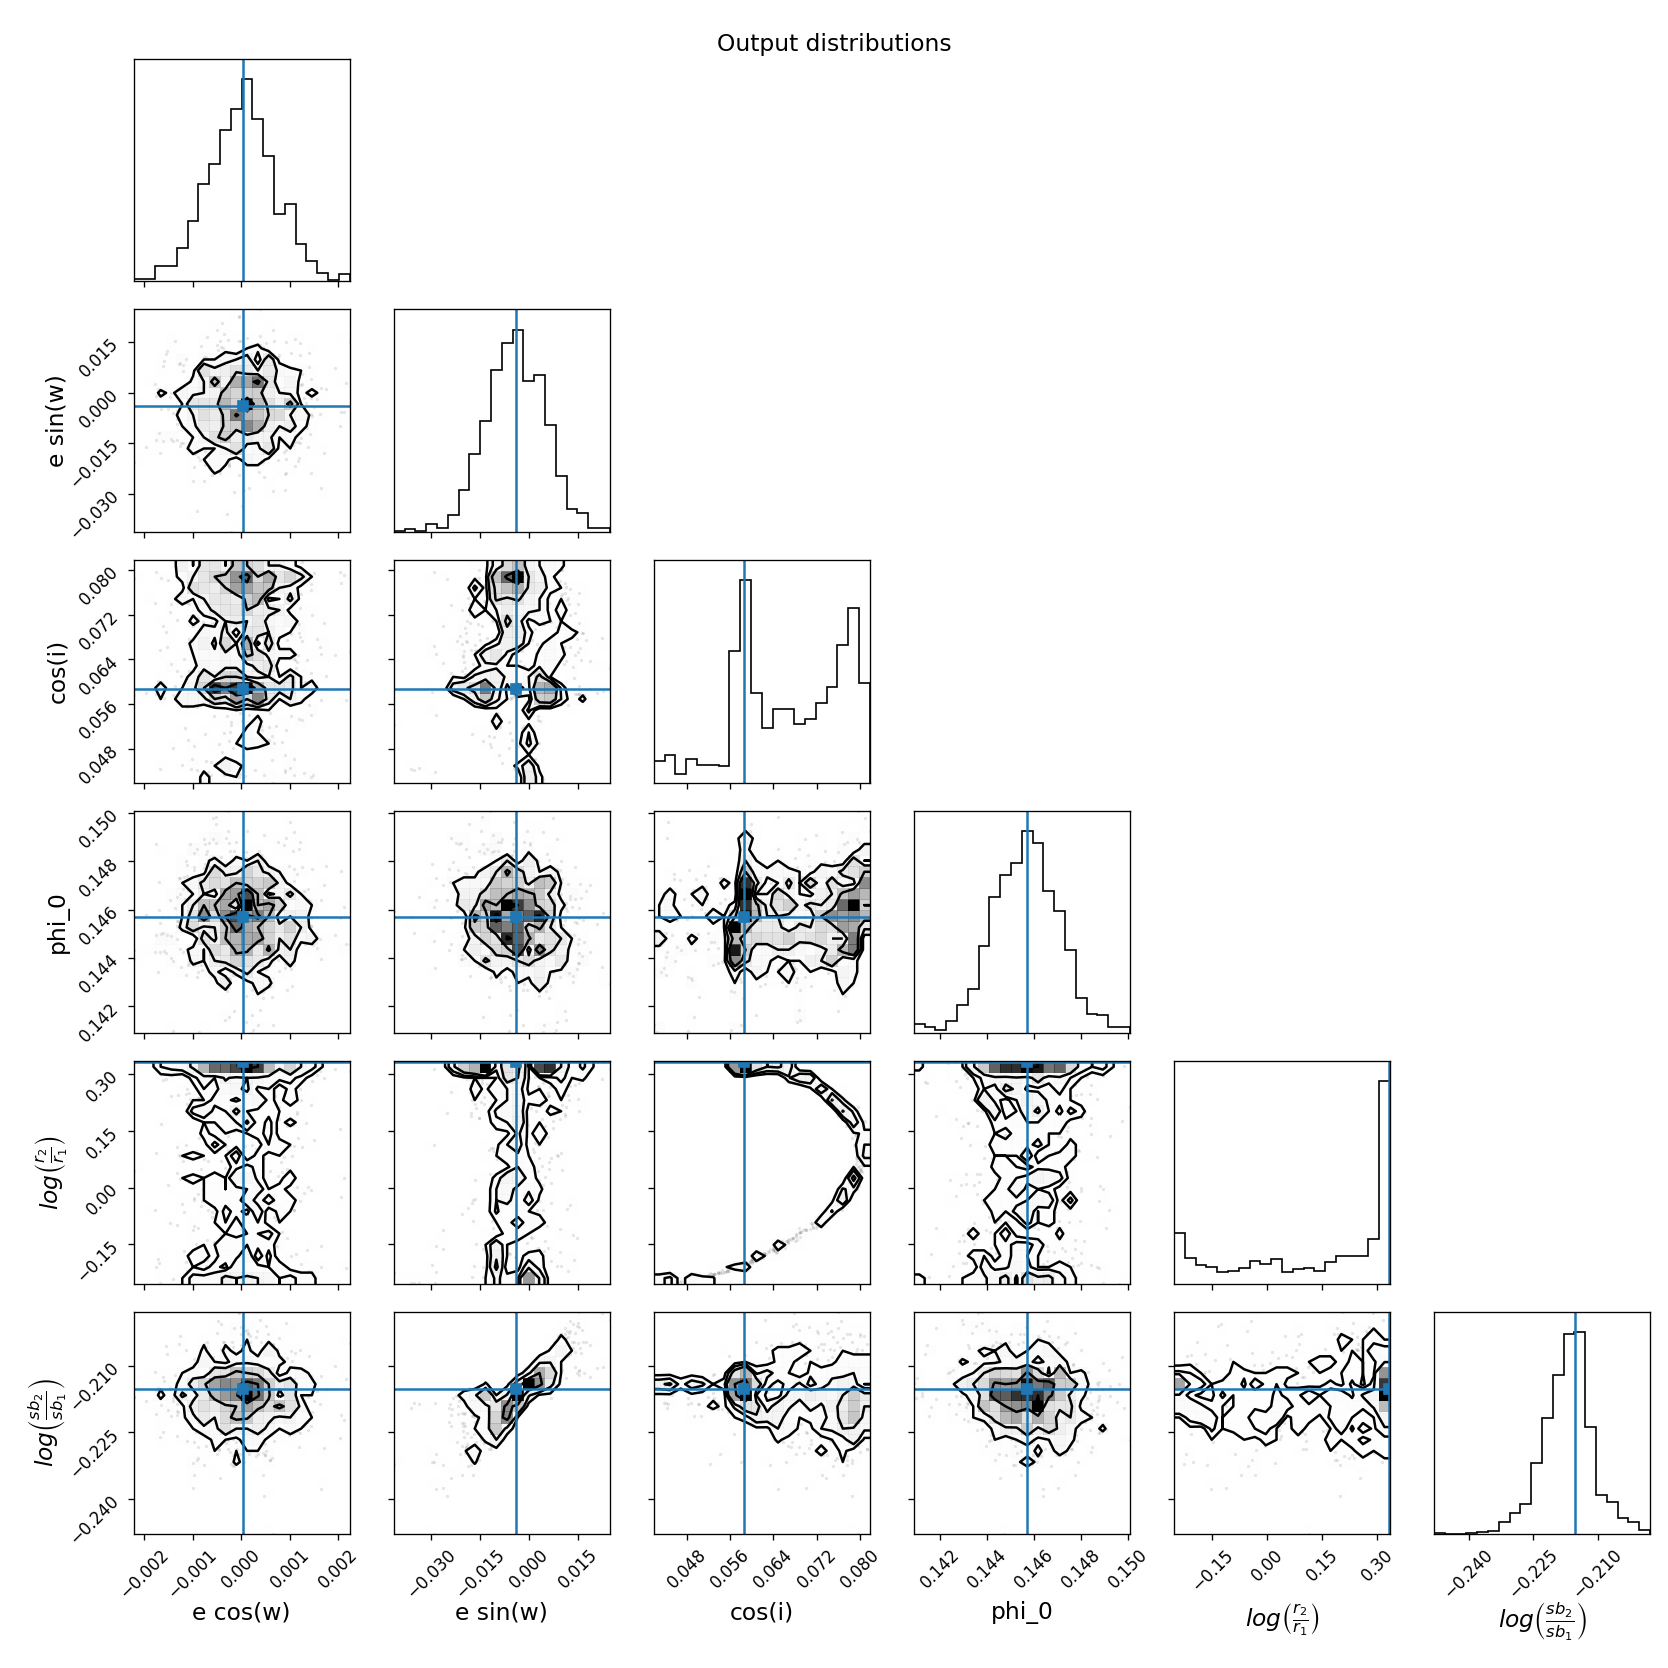 Output distributions
0.015
0.000
−0.015
−0.030
e sin(w)
0.080
0.072
0.064
0.056
0.048
cos(i)
0.150
0.148
0.146
0.144
0.142
phi_0
0.30
0.15
0.00
−0.15
log(r2/r1)
−0.210
−0.225
−0.240
log(sb2/sb1)
−0.002 −0.001 0.000 0.001 0.002 −0.030 −0.015 0.000 0.015 0.048 0.056 0.064 0.072 0.080 0.142 0.144 0.146 0.148 0.150 −0.15 0.00 0.15 0.30 −0.240 −0.225 −0.210
e cos(w) e sin(w) cos(i) phi_0 log(r2/r1) log(sb2/sb1)